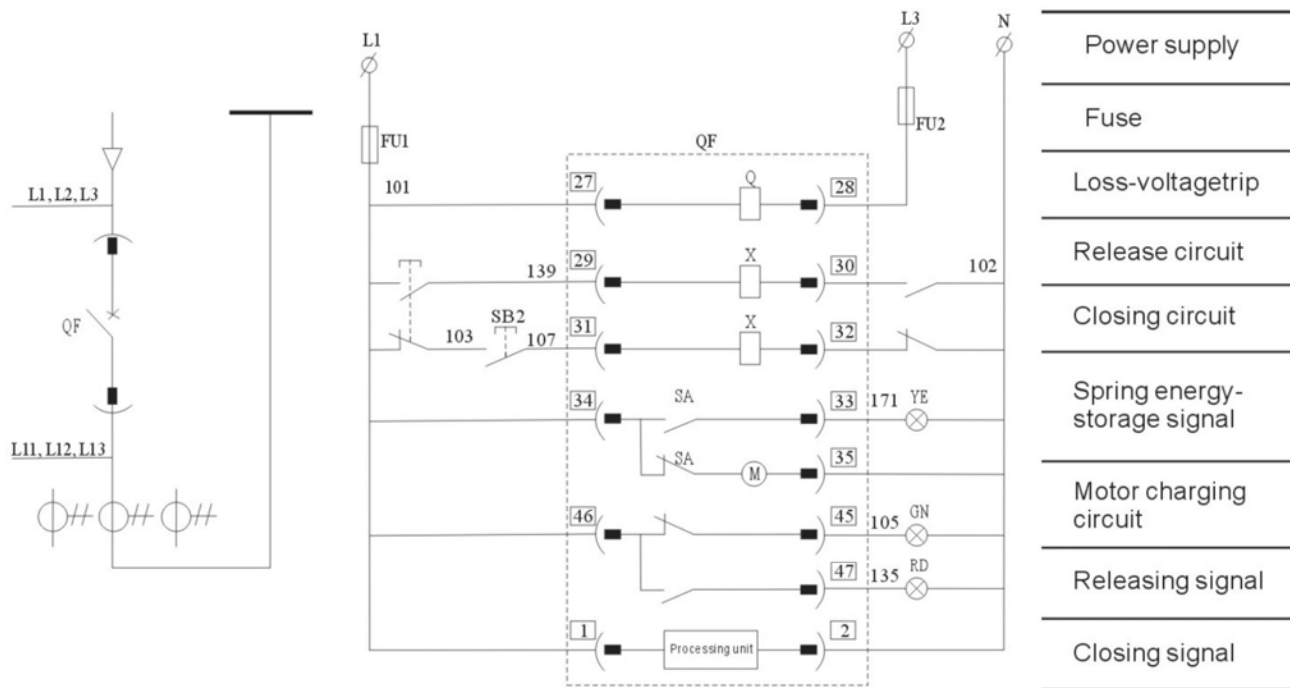 L1
L3
N
Power supply
FU1
FU2
Fuse
QF
101
27
Q
28
Loss-voltagetrip
L1, L2, L3
139
29
X
30
102
Release circuit
QF
103
SB2
107
31
X
32
Closing circuit
34
SA
33
171
YE
Spring energy-
storage signal
L11, L12, L13
SA
M
35
Motor charging
circuit
46
45
105
GN
47
135
RD
Releasing signal
1
Processing unit
2
Closing signal